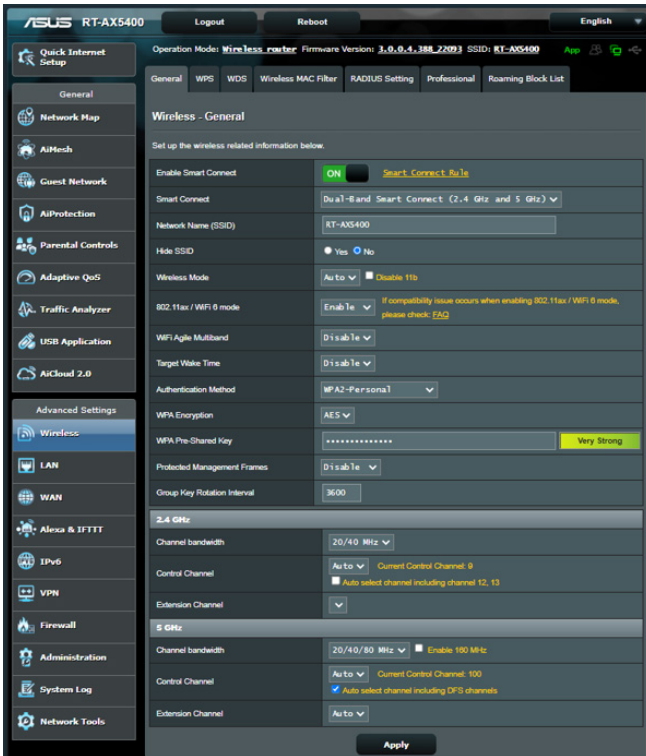 ASUS RT-AX5400 Logout Reboot English
Quick Internet Setup
Operation Mode: Wireless router Firmware Version: 3.0.0.4.388_22093 SSID: RT-AX5400 App
General WPS WDS Wireless MAC Filter RADIUS Setting Professional Roaming Block List
General
Network Map
AiMesh
Guest Network
AiProtection
Parental Controls
Adaptive QoS
Traffic Analyzer
USB Application
AiCloud 2.0
Advanced Settings
Wireless
LAN
WAN
Alexa & IFTTT
IPv6
VPN
Firewall
Administration
System Log
Network Tools
Wireless - General
Set up the wireless related information below.
Enable Smart Connect ON Smart Connect Rule
Smart Connect Dual-Band Smart Connect (2.4 GHz and 5 GHz)
Network Name (SSID) RT-AX5400
Hide SSID Yes No
Wireless Mode Auto Disable 11b
802.11ax / WiFi 6 mode Enable If compatibility issue occurs when enabling 802.11ax / WiFi 6 mode,
please check: FAQ
WiFi Agile Multiband Disable
Target Wake Time Disable
Authentication Method WPA2-Personal
WPA Encryption AES
WPA Pre-Shared Key •••••••••••••• Very Strong
Protected Management Frames Disable
Group Key Rotation Interval 3600
2.4 GHz
Channel bandwidth 20/40 MHz
Control Channel Auto Current Control Channel: 9
Auto select channel including channel 12, 13
Extension Channel
5 GHz
Channel bandwidth 20/40/80 MHz Enable 160 MHz
Control Channel Auto Current Control Channel: 100
Auto select channel including DFS channels
Extension Channel Auto
Apply